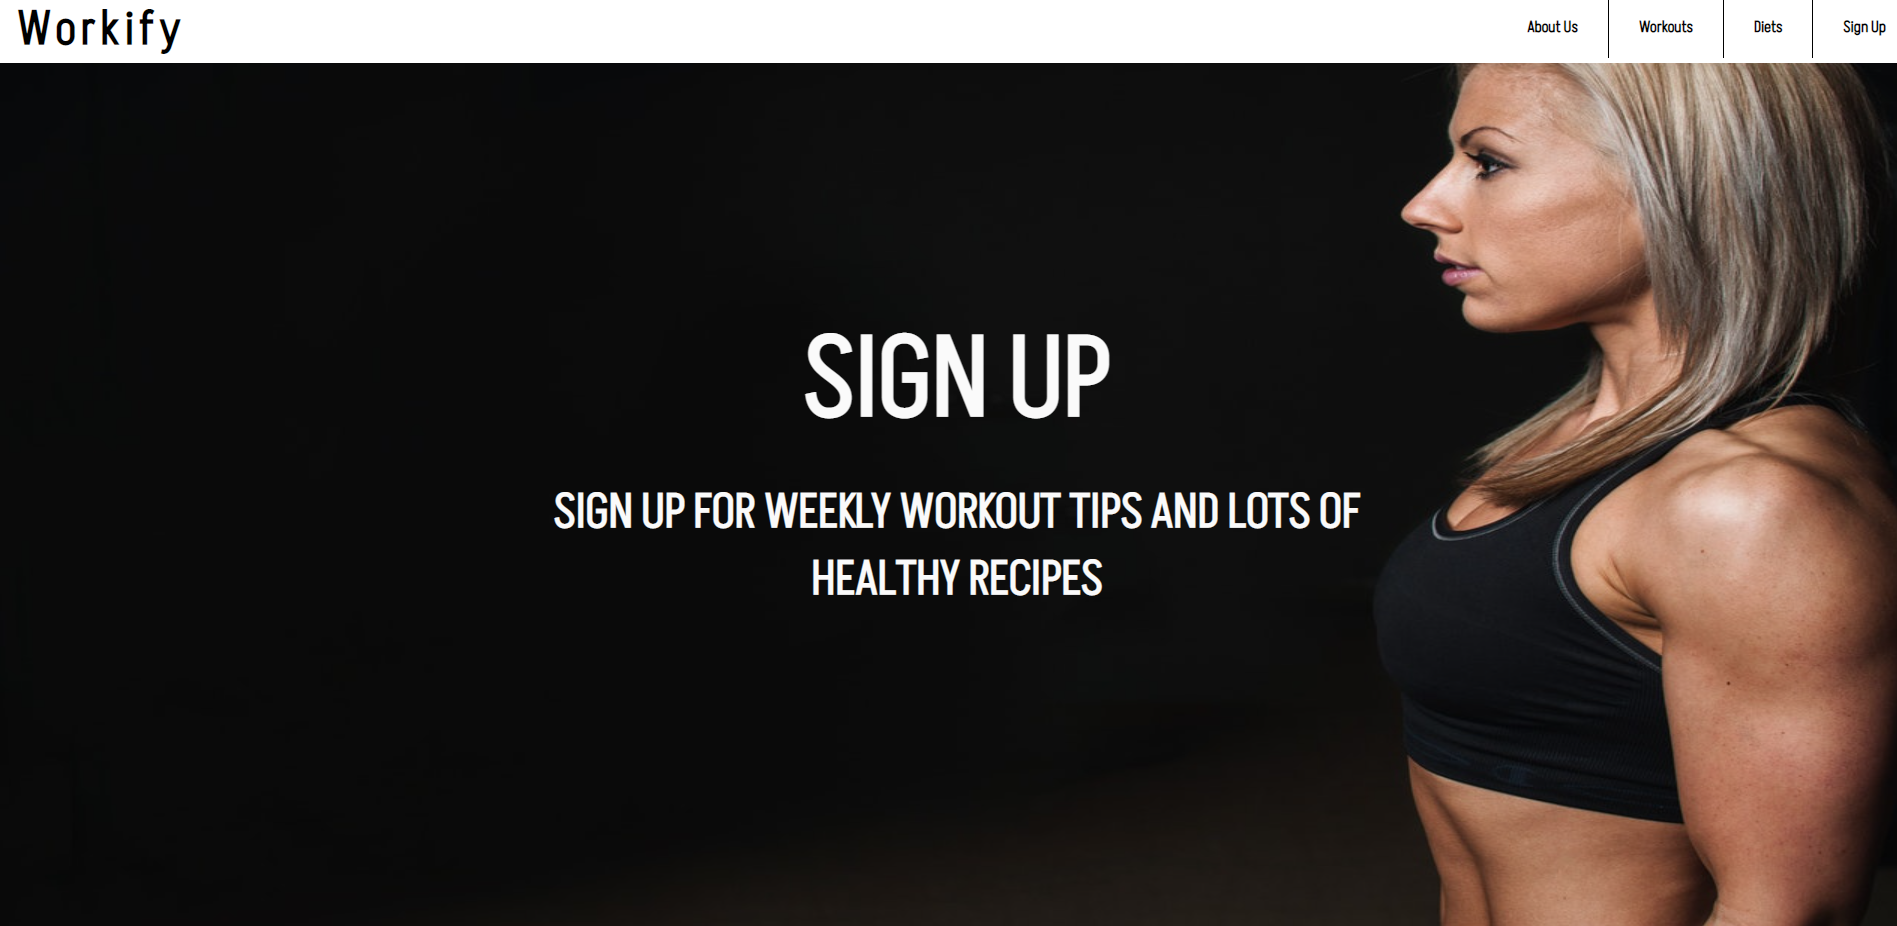 Workify
About Us
Workouts
Diets
Sign Up
SIGN UP
SIGN UP FOR WEEKLY WORKOUT TIPS AND LOTS OF
HEALTHY RECIPES